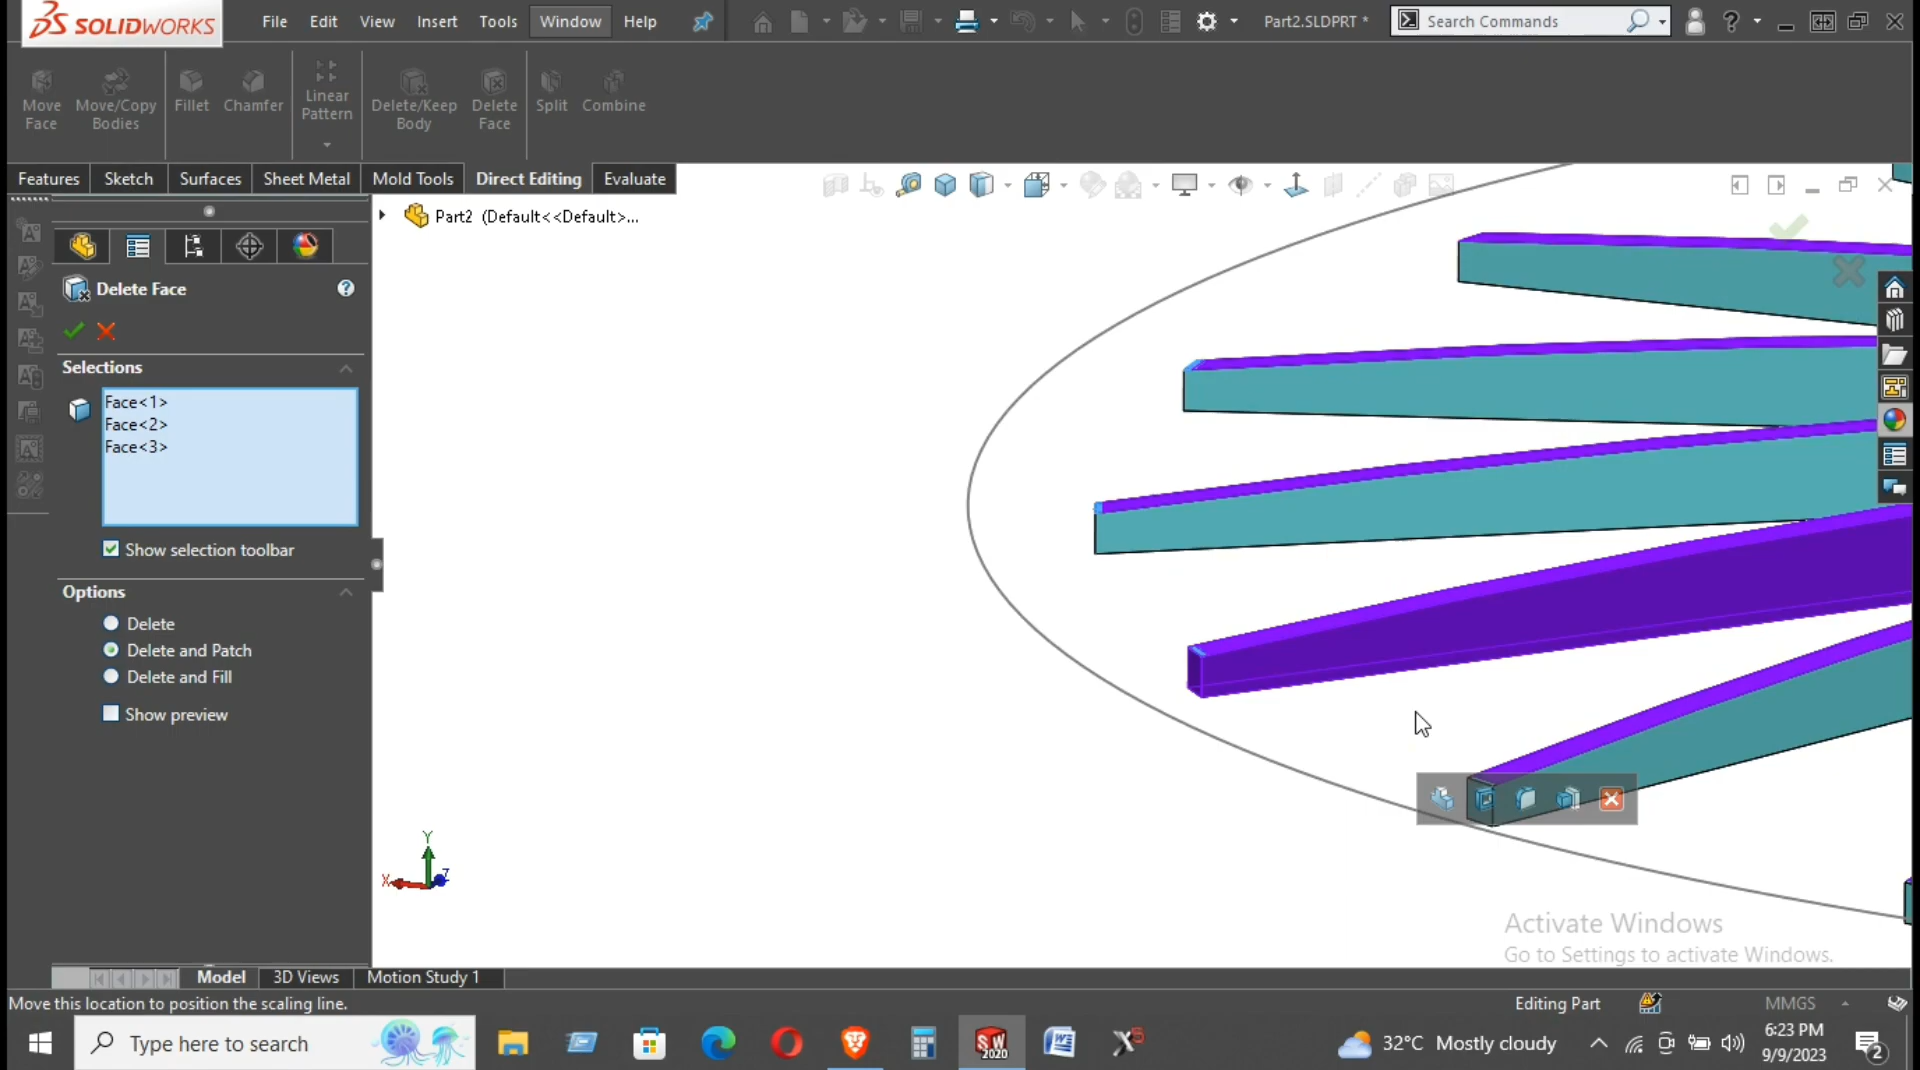 SOLIDWORKS File Edit View Insert Tools Window Help Part2.SLDPRT * Search Commands ?
Move Face Move/Copy Bodies Fillet Chamfer Linear Pattern Delete/Keep Body Delete Face Split Combine
Features Sketch Surfaces Sheet Metal Mold Tools Direct Editing Evaluate
Part2 (Default<<Default>...
Delete Face ?
Selections
Face<1>
Face<2>
Face<3>
Show selection toolbar
Options
Delete
Delete and Patch
Delete and Fill
Show preview
Y
X Z
Activate Windows
Go to Settings to activate Windows.
Model 3D Views Motion Study 1
Move this location to position the scaling line. Editing Part MMGS
Type here to search SW 2020 32°C Mostly cloudy 6:23 PM
9/9/2023 2